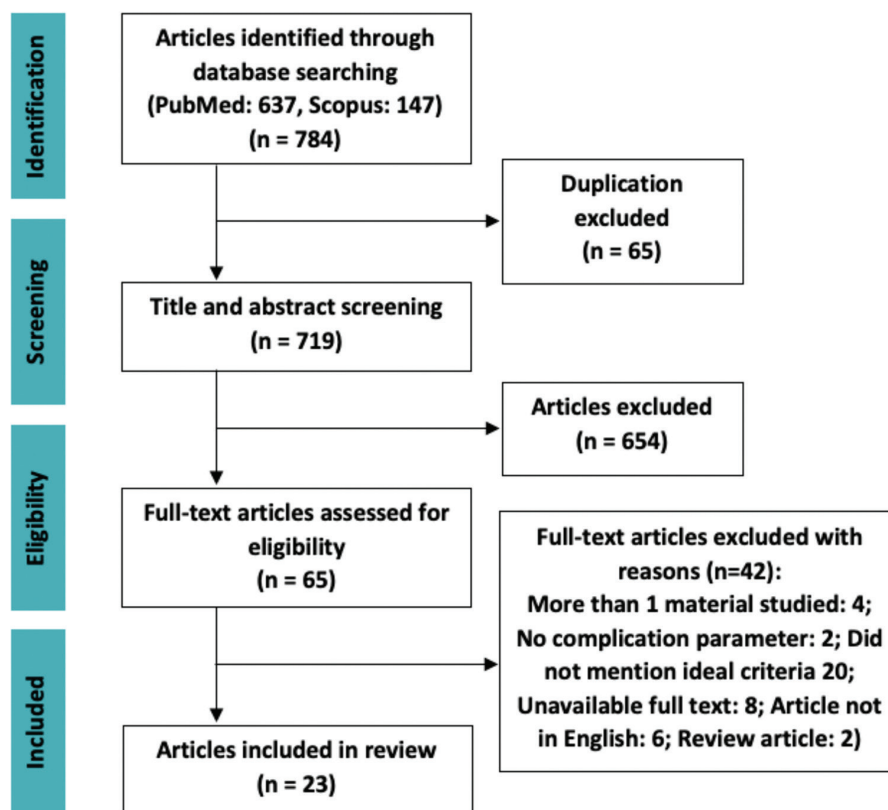 Identification
Articles identified through
database searching
(PubMed: 637, Scopus: 147)
(n = 784)
Duplication
excluded
(n = 65)
Screening
Title and abstract screening
(n = 719)
Articles excluded
(n = 654)
Eligibility
Full-text articles assessed for
eligibility
(n = 65)
Full-text articles excluded with
reasons (n=42):
More than 1 material studied: 4;
No complication parameter: 2; Did
not mention ideal criteria 20;
Unavailable full text: 8; Article not
in English: 6; Review article: 2)
Included
Articles included in review
(n = 23)